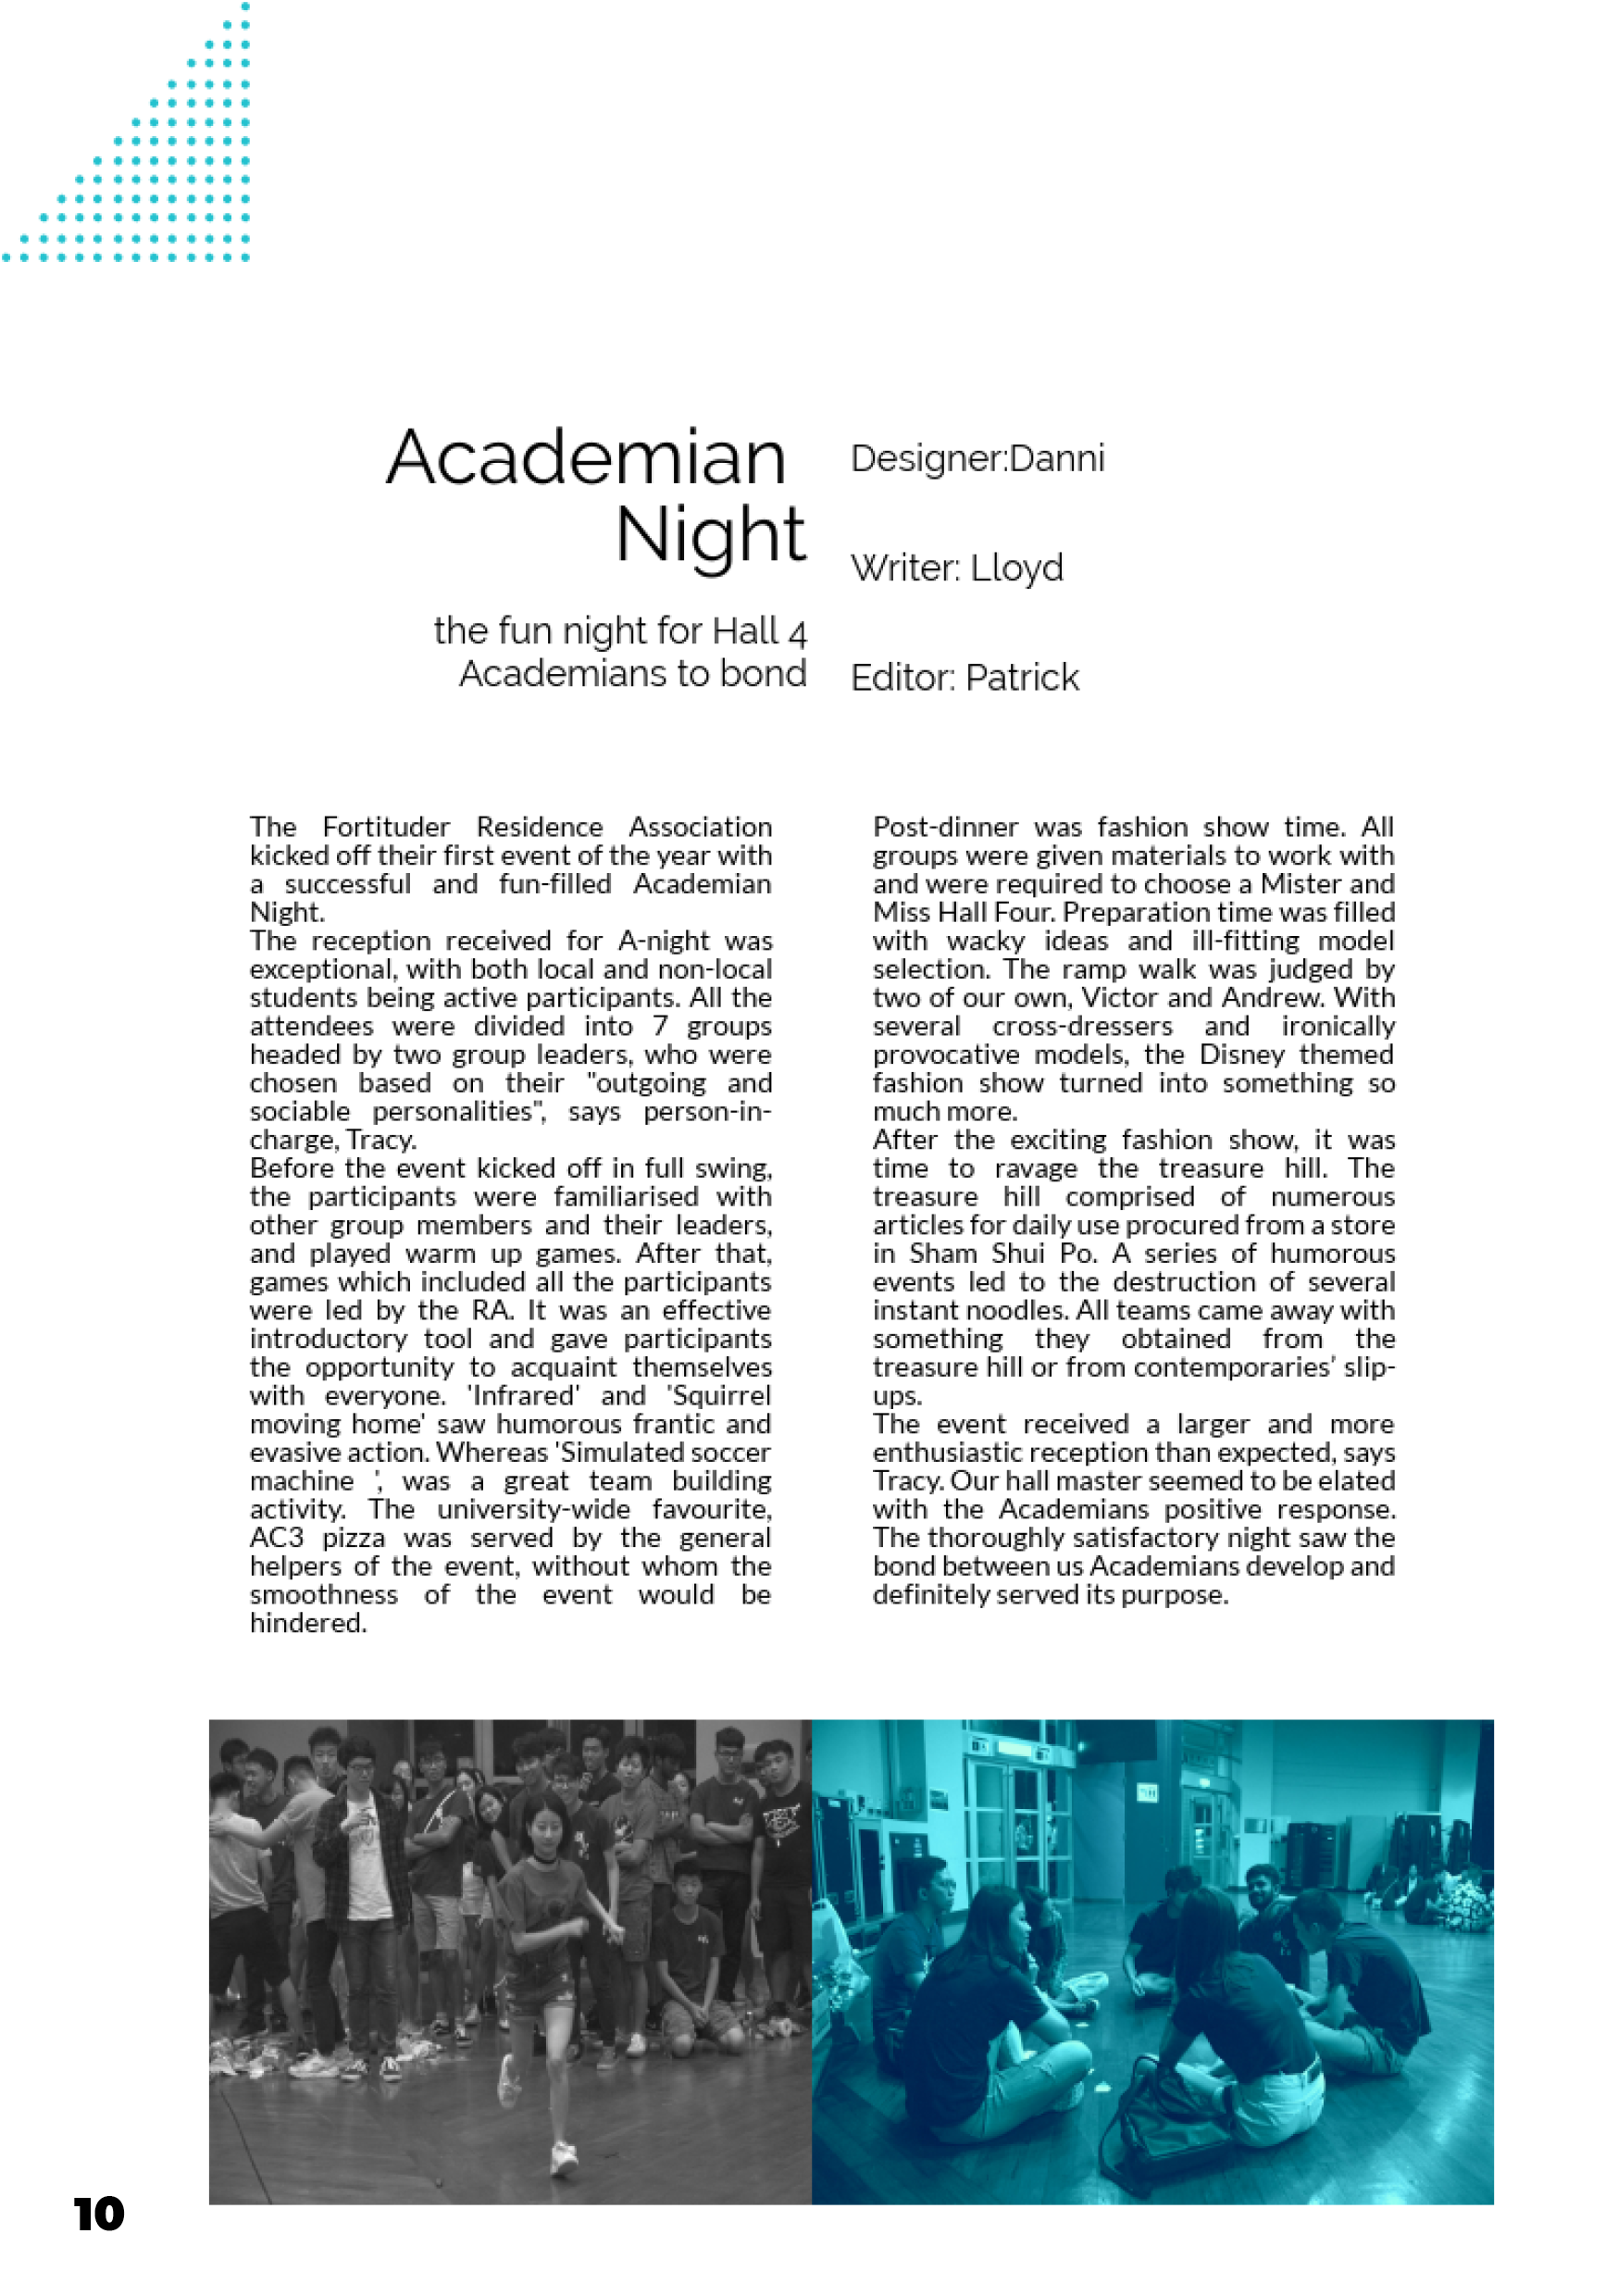 Academian
Night
the fun night for Hall 4
Academians to bond
Designer:Danni
Writer: Lloyd
Editor: Patrick
The Fortituder Residence Association
kicked off their first event of the year with
a successful and fun-filled Academian
Night.
The reception received for A-night was
exceptional, with both local and non-local
students being active participants. All the
attendees were divided into 7 groups
headed by two group leaders, who were
chosen based on their "outgoing and
sociable personalities", says person-in-
charge, Tracy.
Before the event kicked off in full swing,
the participants were familiarised with
other group members and their leaders,
and played warm up games. After that,
games which included all the participants
were led by the RA. It was an effective
introductory tool and gave participants
the opportunity to acquaint themselves
with everyone. 'Infrared' and 'Squirrel
moving home' saw humorous frantic and
evasive action. Whereas 'Simulated soccer
machine ', was a great team building
activity. The university-wide favourite,
AC3 pizza was served by the general
helpers of the event, without whom the
smoothness of the event would be
hindered.
Post-dinner was fashion show time. All
groups were given materials to work with
and were required to choose a Mister and
Miss Hall Four. Preparation time was filled
with wacky ideas and ill-fitting model
selection. The ramp walk was judged by
two of our own, Victor and Andrew. With
several cross-dressers and ironically
provocative models, the Disney themed
fashion show turned into something so
much more.
After the exciting fashion show, it was
time to ravage the treasure hill. The
treasure hill comprised of numerous
articles for daily use procured from a store
in Sham Shui Po. A series of humorous
events led to the destruction of several
instant noodles. All teams came away with
something they obtained from the
treasure hill or from contemporaries' slip-
ups.
The event received a larger and more
enthusiastic reception than expected, says
Tracy. Our hall master seemed to be elated
with the Academians positive response.
The thoroughly satisfactory night saw the
bond between us Academians develop and
definitely served its purpose.
10